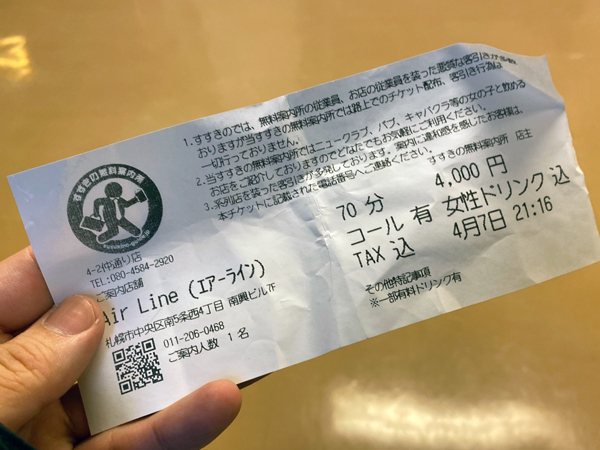 1.すすきのでは、無料案内所の従業員、お店の従業員を装った悪質な客引きが多数
おりますが当すすきの無料案内所では路上でのチケット配布、客引き行為は
一切行っておりません。
2.当すすきの無料案内所ではニュークラブ、パブ、キャバクラ等の女の子と飲める
お店をご紹介しておりますのでどなたでもお気軽にご利用ください。
3.系列店を装った客引きが多発しております。案内に違和感を感じたお客様は、
本チケットに記載された電話番号へご連絡ください。
すすきの無料案内所 店主
すすきの無料案内所
4-2仲通り店
TEL:080-4584-2920
ご案内店舗
Air Line (エアーライン)
札幌市中央区南5条西4丁目 南興ビル7F
011-206-0468
ご案内人数 1 名
70 分 4,000 円
コール 有 女性ドリンク 込
TAX 込 4月7日 21:16
その他特記事項
※一部有料ドリンク有